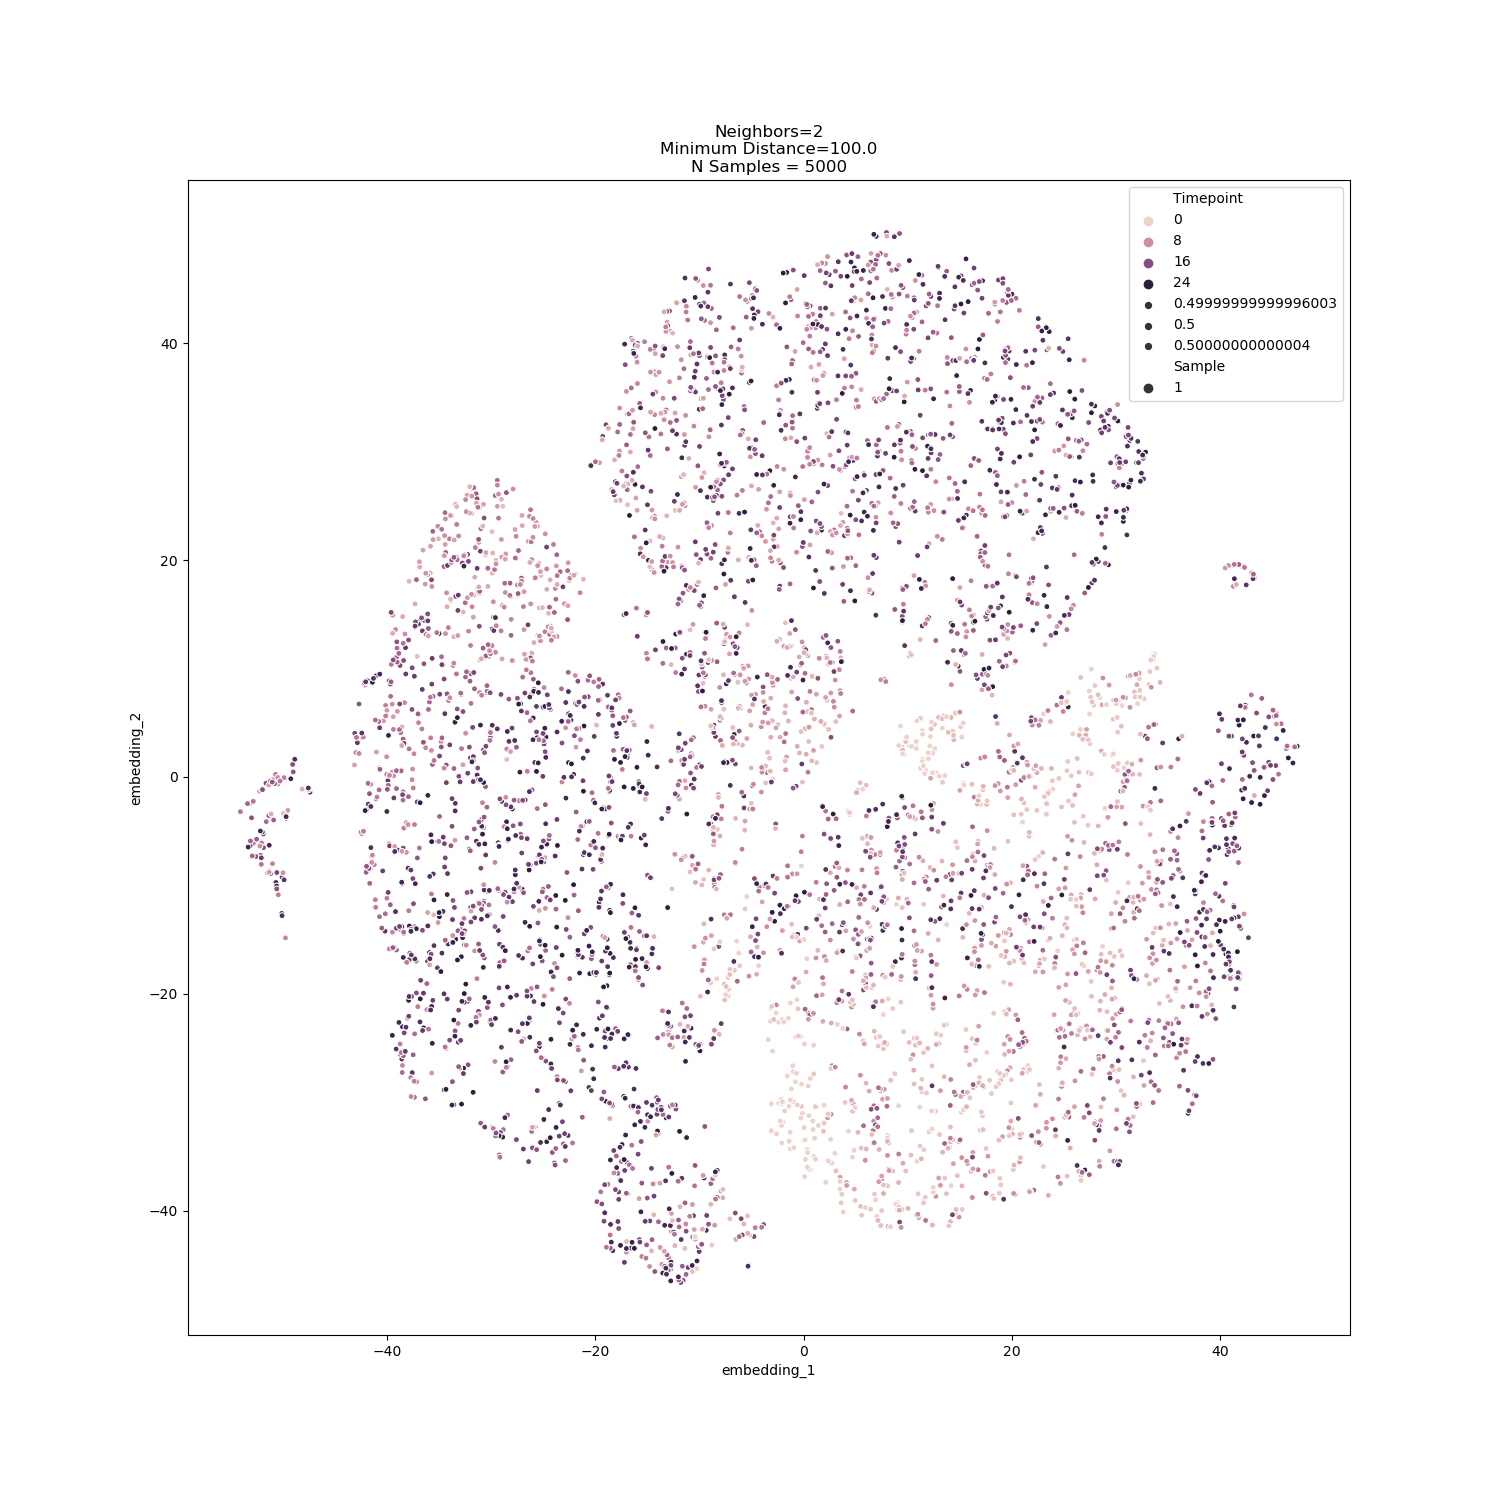 Neighbors=2
Minimum Distance=100.0
N Samples = 5000
Timepoint
0
8
16
24
0.49999999999996003
0.5
0.50000000000004
Sample
1
40
20
0
−20
−40
embedding_2
−40
−20
0
20
40
embedding_1